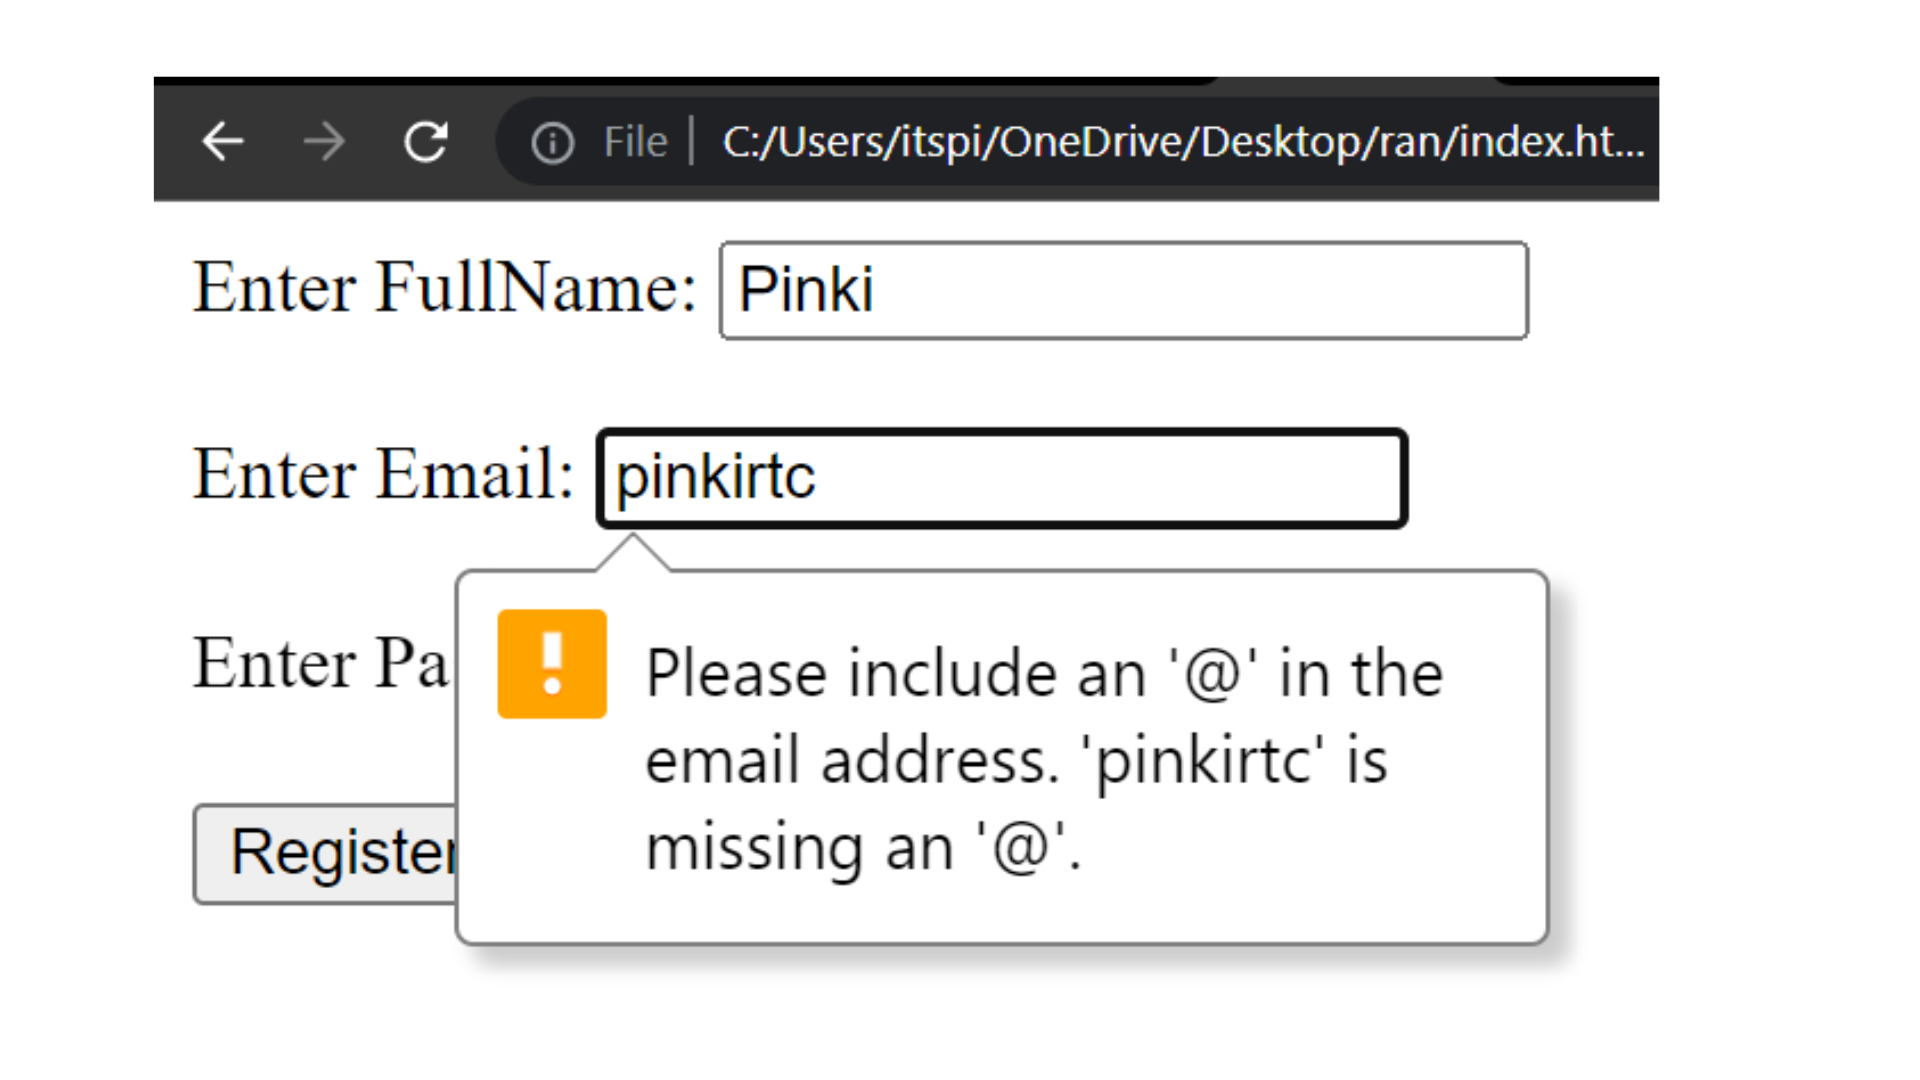 File | C:/Users/itspi/OneDrive/Desktop/ran/index.ht...
Enter FullName: Pinki
Enter Email: pinkirtc
Enter Pa
Please include an '@' in the
email address. 'pinkirtc' is
missing an '@'.
Register